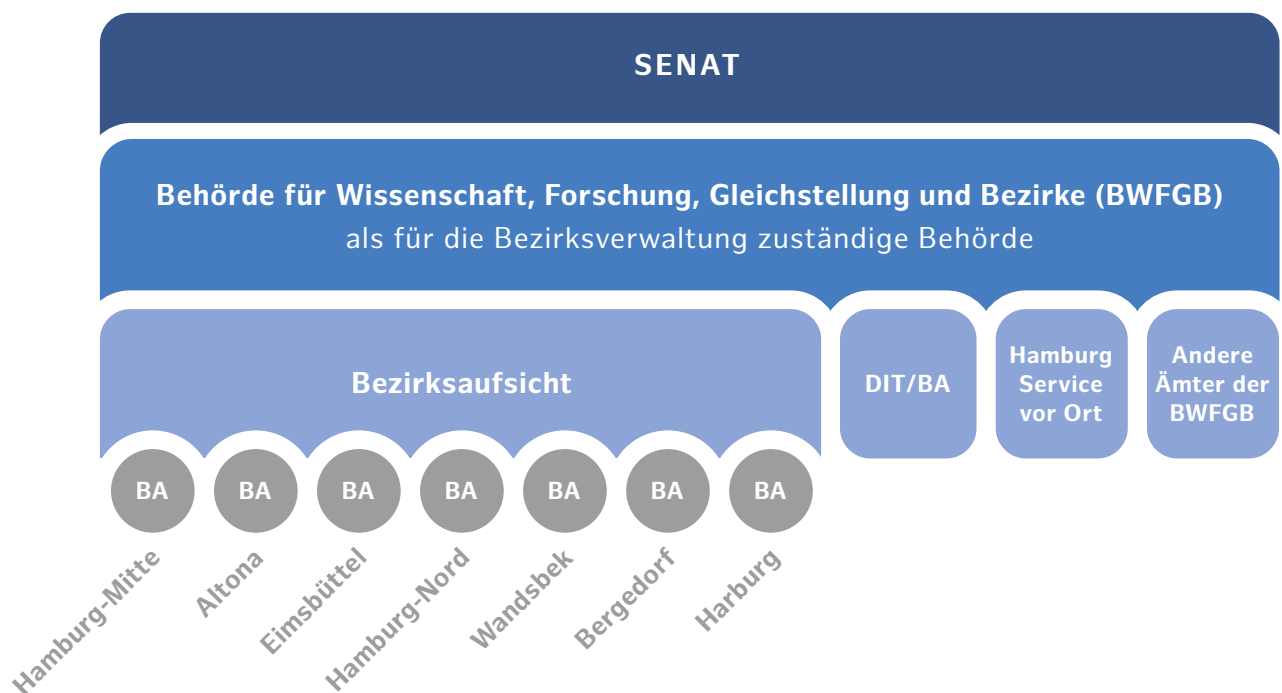 SENAT
Behörde für Wissenschaft, Forschung, Gleichstellung und Bezirke (BWFGB)
als für die Bezirksverwaltung zuständige Behörde
Bezirksaufsicht
DIT/BA
Hamburg
Service
vor Ort
Andere
Ämter der
BWFGB
BA
BA
BA
BA
BA
BA
BA
Hamburg-Mitte
Altona
Eimsbüttel
Hamburg-Nord
Wandsbek
Bergedorf
Harburg